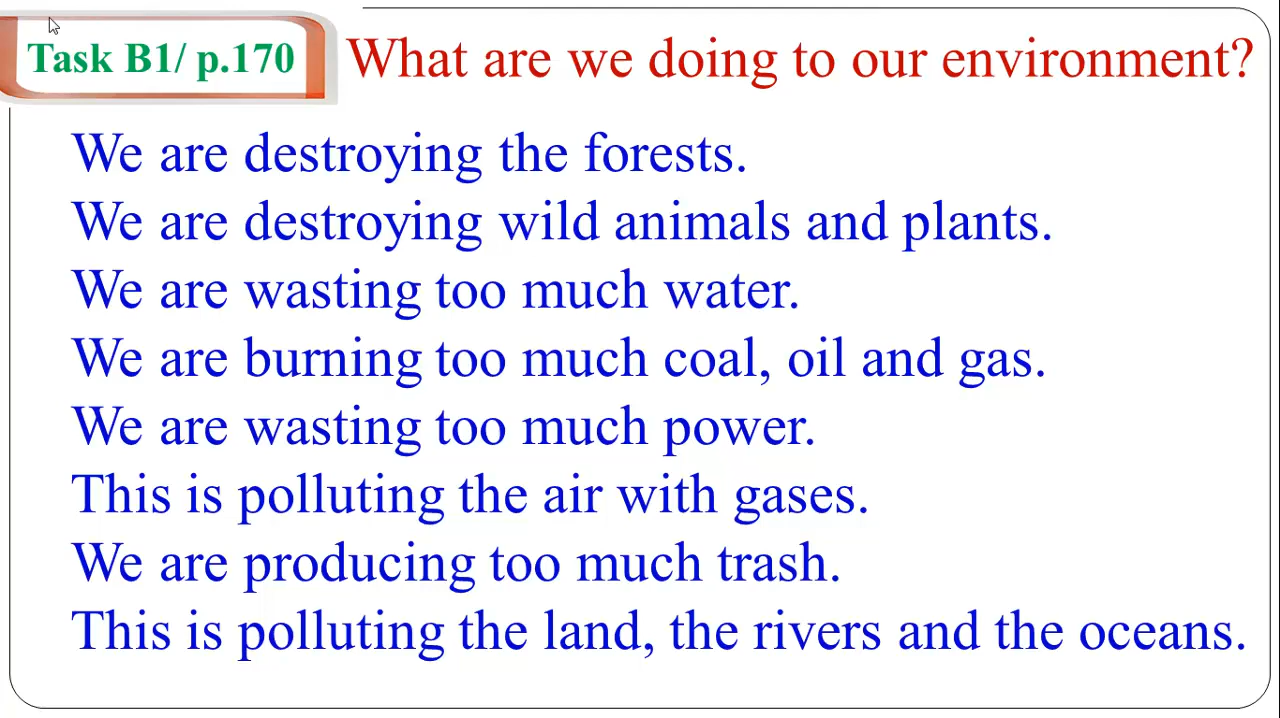 Task B1/ p.170
What are we doing to our environment?
We are destroying the forests.
We are destroying wild animals and plants.
We are wasting too much water.
We are burning too much coal, oil and gas.
We are wasting too much power.
This is polluting the air with gases.
We are producing too much trash.
This is polluting the land, the rivers and the oceans.